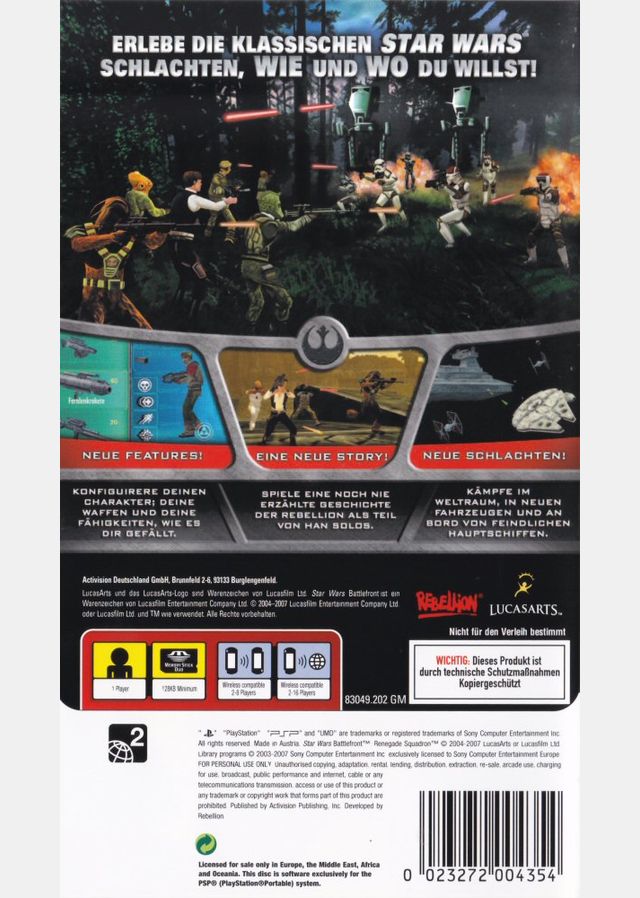 ERLEBE DIE KLASSISCHEN STAR WARS
SCHLACHTEN, WIE UND WO DU WILLST!
Fernlenkrakete
20
NEUE FEATURES!
EINE NEUE STORY!
NEUE SCHLACHTEN!
KONFIGURIERE DEINEN
CHARAKTER; DEINE
WAFFEN UND DEINE
FÄHIGKEITEN, WIE ES
DIR GEFÄLLT.
SPIELE EINE NOCH NIE
ERZÄHLTE GESCHICHTE
DER REBELLION ALS TEIL
VON HAN SOLOS.
KÄMPFE IM
WELTRAUM, IN NEUEN
FAHRZEUGEN UND AN
BORD VON FEINDLICHEN
HAUPTSCHIFFEN.
Activision Deutschland GmbH, Brunnfeld 2-6, 93133 Burglengenfeld.
LucasArts und das LucasArts-Logo sind Warenzeichen von Lucasfilm Ltd. Star Wars Battlefront ist ein
Warenzeichen von Lucasfilm Entertainment Company Ltd. © 2004-2007 Lucasfilm Entertainment Company Ltd.
oder Lucasfilm Ltd. und TM wie verwendet. Alle Rechte vorbehalten.
REBELLION
LUCASARTS™
Nicht für den Verleih bestimmt
WICHTIG: Dieses Produkt ist
durch technische Schutzmaßnahmen
Kopiergeschützt
1 Player
MEMORY STICK
DUO
128KB Minimum
Wireless compatible
2-8 Players
Wireless compatible
2-16 Players
83049.202 GM
2
" ", "PlayStation" "PSP" and "UMD" are trademarks or registered trademarks of Sony Computer Entertainment Inc.
All rights reserved. Made in Austria. Star Wars Battlefront™ Renegade Squadron™ © 2004-2007 LucasArts or Lucasfilm Ltd.
Library programs © 2003-2007 Sony Computer Entertainment Inc. exclusively licensed to Sony Computer Entertainment Europe.
FOR PERSONAL USE ONLY. Unauthorised copying, adaptation, rental, lending, distribution, extraction, re-sale, arcade use, charging
for use, broadcast, public performance and internet, cable or any
telecommunications transmission, access or use of this product or
any trademark or copyright work that forms part of this product are
prohibited. Published by Activision Publishing, Inc. Developed by
Rebellion
Licensed for sale only in Europe, the Middle East, Africa
and Oceania. This disc is software exclusively for the
PSP® (PlayStation®Portable) system.
0 023272 004354